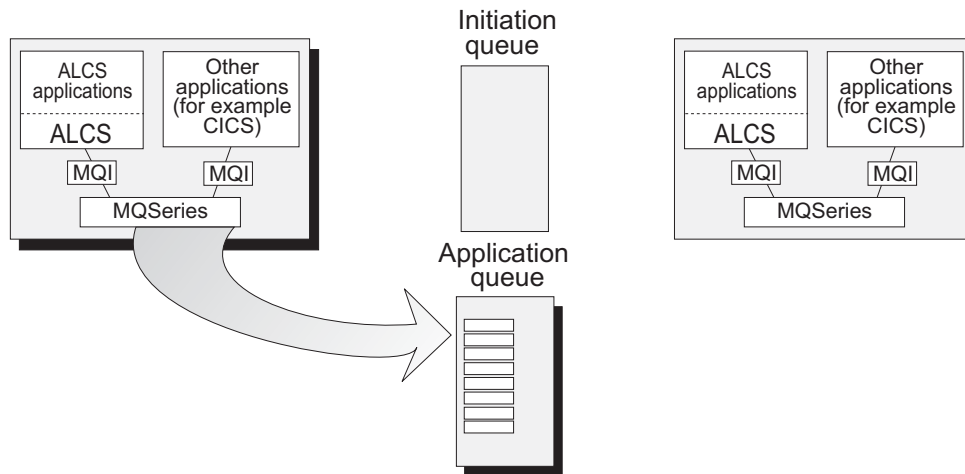 Initiation
queue
ALCS
applications
ALCS
Other
applications
(for example
CICS)
MQI
MQI
MQSeries
ALCS
applications
ALCS
Other
applications
(for example
CICS)
MQI
MQI
MQSeries
Application
queue